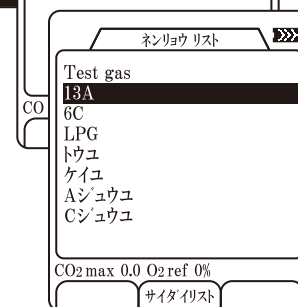 ネンリョウ リスト
Test gas
13A
6C
LPG
トウユ
ケイユ
Aジュウユ
Cジュウユ
CO
CO2 max 0.0 O2 ref 0%
サイダイリスト